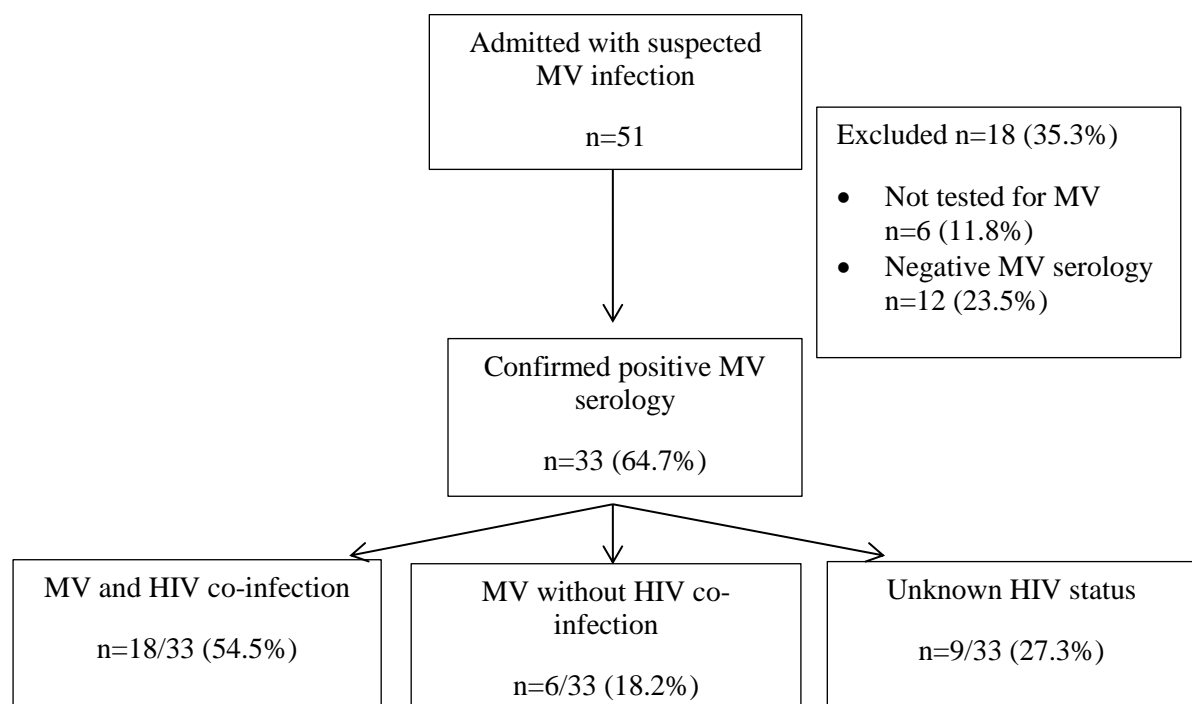 Admitted with suspected
MV infection
n=51
Excluded n=18 (35.3%)
• Not tested for MV
n=6 (11.8%)
• Negative MV serology
n=12 (23.5%)
Confirmed positive MV
serology
n=33 (64.7%)
MV and HIV co-infection
n=18/33 (54.5%)
MV without HIV co-
infection
n=6/33 (18.2%)
Unknown HIV status
n=9/33 (27.3%)